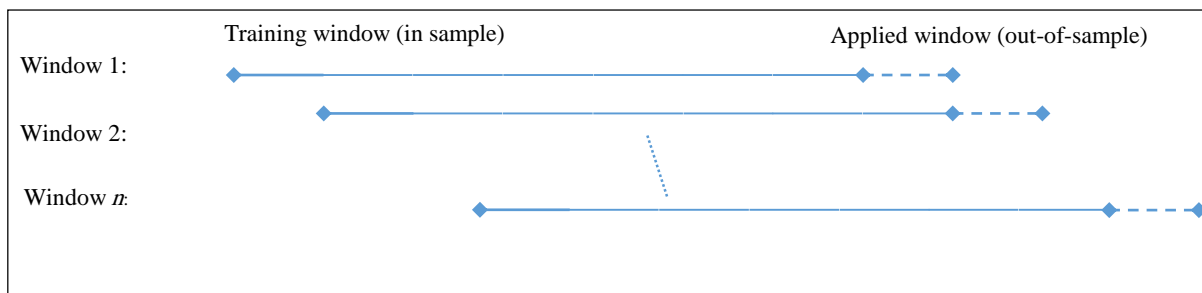 Training window (in sample) Applied window (out-of-sample)
Window 1:
Window 2:
Window n: